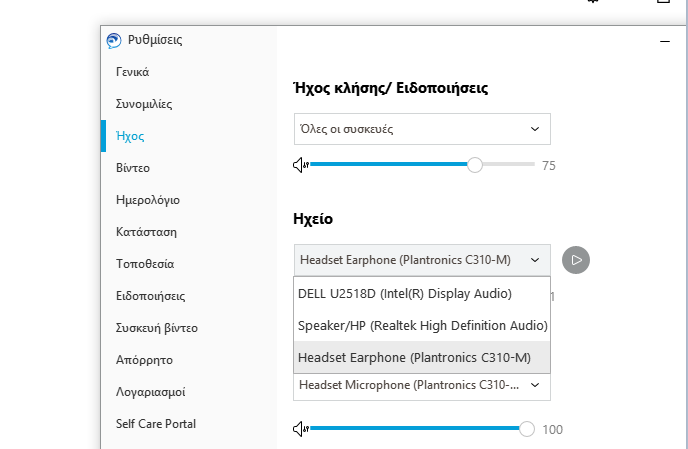 Ρυθμίσεις
Γενικά
Συνομιλίες
Ήχος
Βίντεο
Ημερολόγιο
Κατάσταση
Τοποθεσία
Ειδοποιήσεις
Συσκευή βίντεο
Απόρρητο
Λογαριασμοί
Self Care Portal
Ήχος κλήσης/ Ειδοποιήσεις
Όλες οι συσκευές
75
Ηχείο
Headset Earphone (Plantronics C310-M)
DELL U2518D (Intel(R) Display Audio)
Speaker/HP (Realtek High Definition Audio)
Headset Earphone (Plantronics C310-M)
Headset Microphone (Plantronics C310-...
100